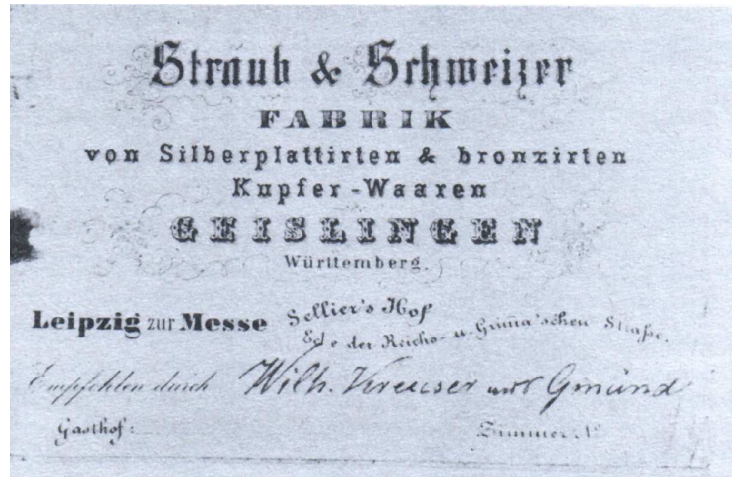 Straub & Schweizer
FABRIK
von Silberplattirten & bronzirten
Kupfer-Waaren
GEISLINGEN
Württemberg.
Leipzig zur Messe Sellier's Hof
Ecke der Reichs- u. Grim̄a'schen Straße.
Empfohlen durch Wilh. Kreuser aus Gmünd
Gasthof: Zimmer No